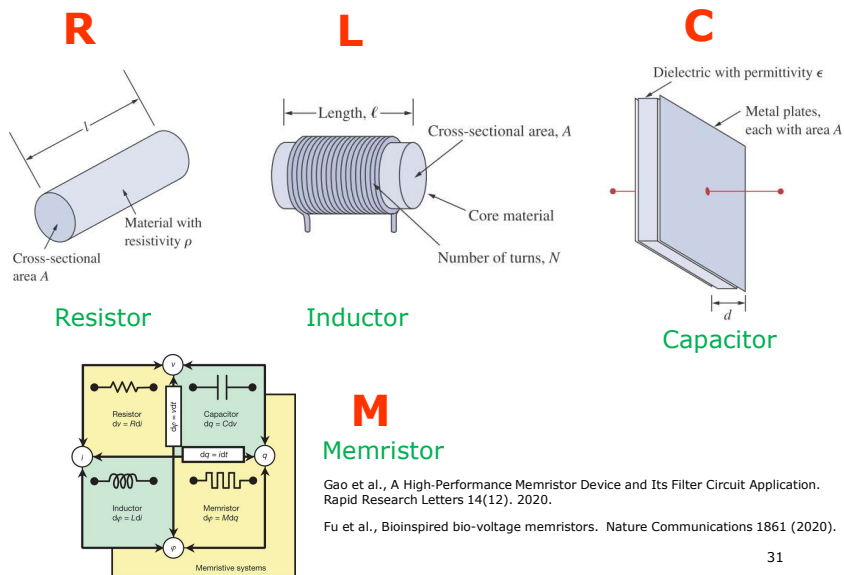 R
L
C
l
Material with
resistivity ρ
Cross-sectional
area A
Length, ℓ
Cross-sectional area, A
Core material
Number of turns, N
Dielectric with permittivity ϵ
Metal plates,
each with area A
d
Resistor
Inductor
Capacitor
v
Resistor
dv = Rdi
dφ = vdt
Capacitor
dq = Cdv
i
dq = idt
q
Inductor
dφ = Ldi
Memristor
dφ = Mdq
φ
Memristive systems
M
Memristor
Gao et al., A High-Performance Memristor Device and Its Filter Circuit Application.
Rapid Research Letters 14(12). 2020.
Fu et al., Bioinspired bio-voltage memristors.  Nature Communications 1861 (2020).
31